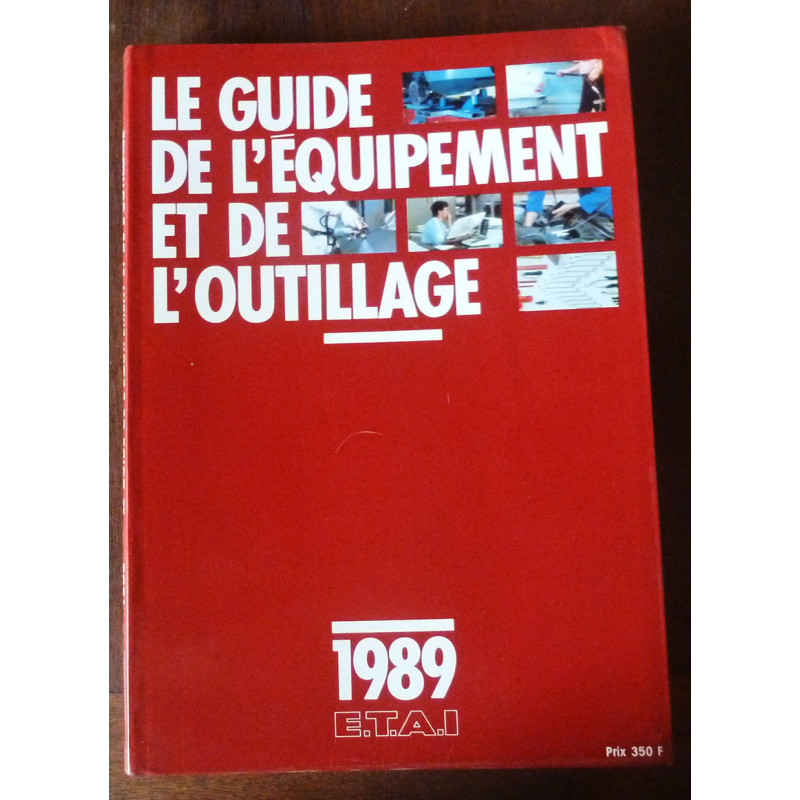 LE GUIDE
DE L'ÉQUIPEMENT
ET DE
L'OUTILLAGE
1989
E.T.A.I
Prix 350 F